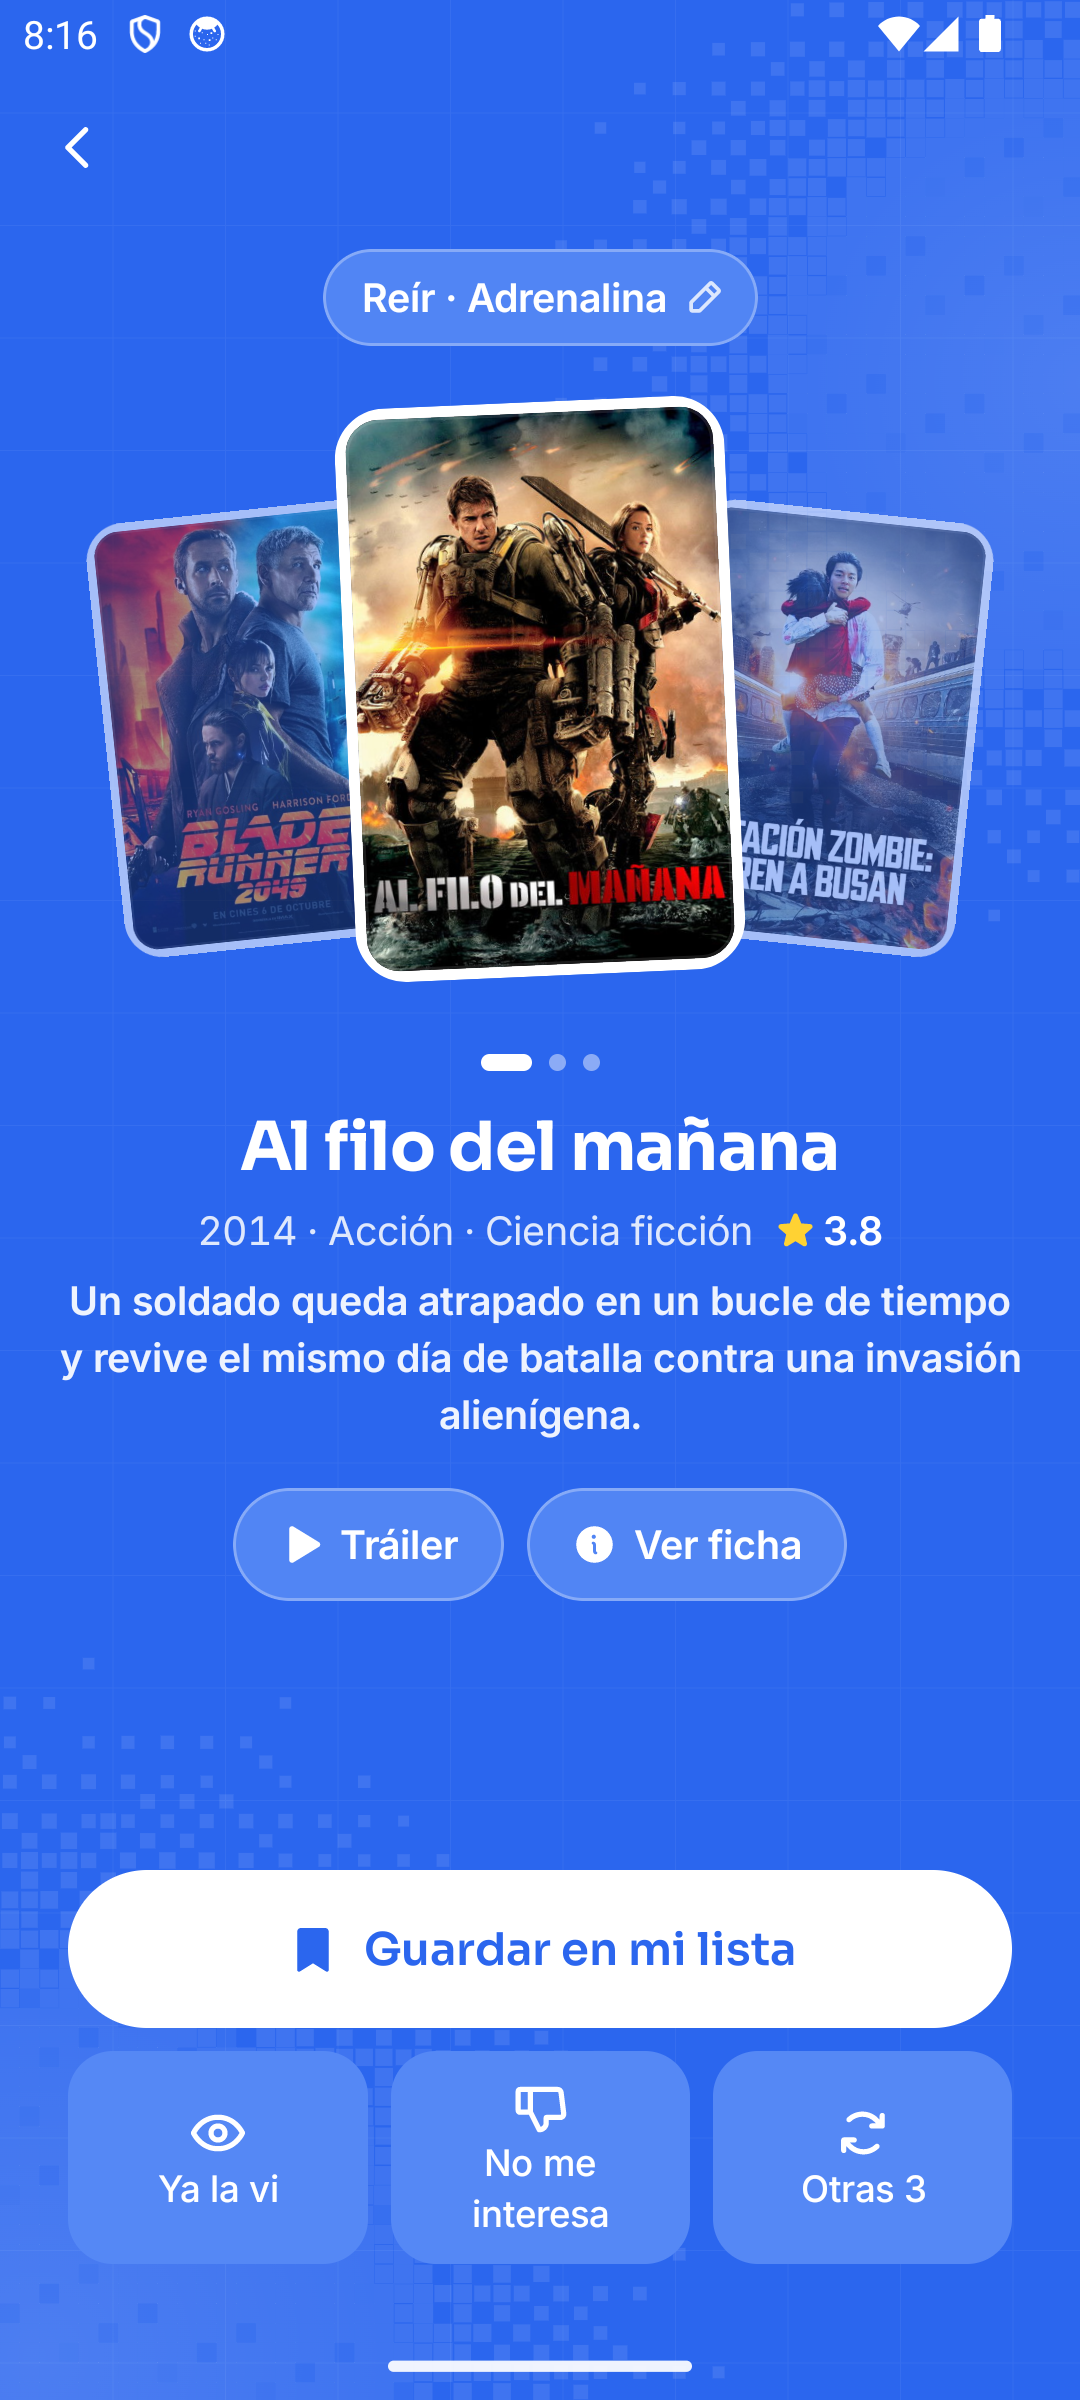 8:16
Reír · Adrenalina
RYAN GOSLING HARRISON FORD
BLADE
RUNNER
2049
EN CINES 6 DE OCTUBRE
AL FILO DEL MAÑANA
ACIÓN ZOMBIE:
REN A BUSAN
Al filo del mañana
2014 · Acción · Ciencia ficción 3.8
Un soldado queda atrapado en un bucle de tiempo
y revive el mismo día de batalla contra una invasión
alienígena.
Tráiler
Ver ficha
Guardar en mi lista
Ya la vi
No me
interesa
Otras 3